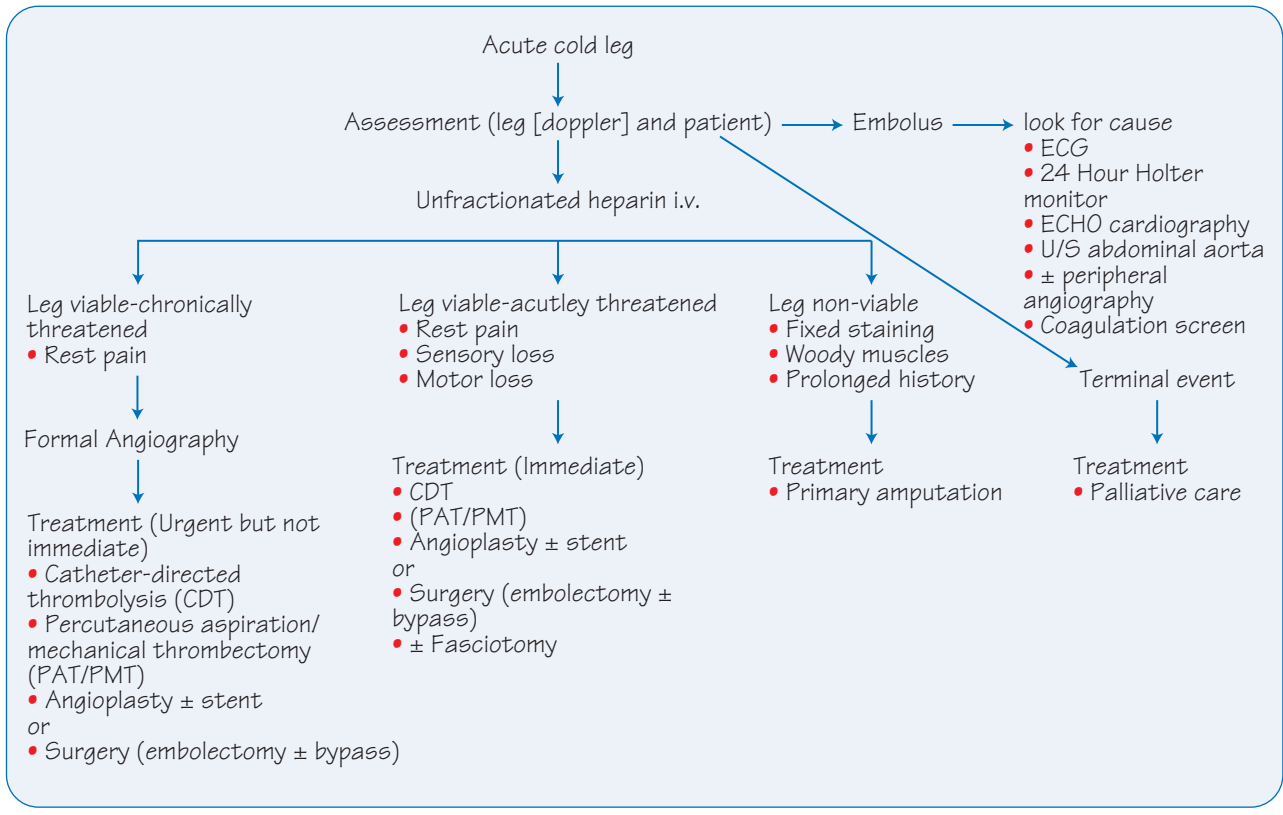 Acute cold leg
Assessment (leg [doppler] and patient)
Embolus
look for cause
• ECG
• 24 Hour Holter
monitor
• ECHO cardiography
• U/S abdominal aorta
• ± peripheral
angiography
• Coagulation screen
Unfractionated heparin i.v.
Leg viable-chronically
threatened
• Rest pain
Formal Angiography
Treatment (Urgent but not
immediate)
• Catheter-directed
thrombolysis (CDT)
• Percutaneous aspiration/
mechanical thrombectomy
(PAT/PMT)
• Angioplasty ± stent
or
• Surgery (embolectomy ± bypass)
Leg viable-acutley threatened
• Rest pain
• Sensory loss
• Motor loss
Treatment (Immediate)
• CDT
• (PAT/PMT)
• Angioplasty ± stent
or
• Surgery (embolectomy ±
bypass)
• ± Fasciotomy
Leg non-viable
• Fixed staining
• Woody muscles
• Prolonged history
Treatment
• Primary amputation
Terminal event
Treatment
• Palliative care